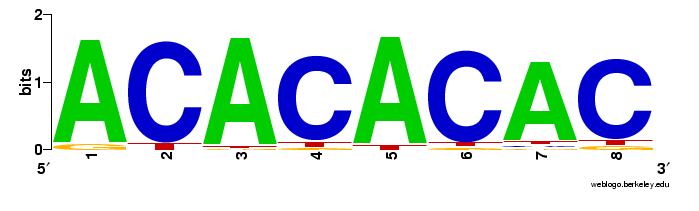 2
bits
1
0
ACACACAC
5′ 1 2 3 4 5 6 7 8 3′
weblogo.berkeley.edu